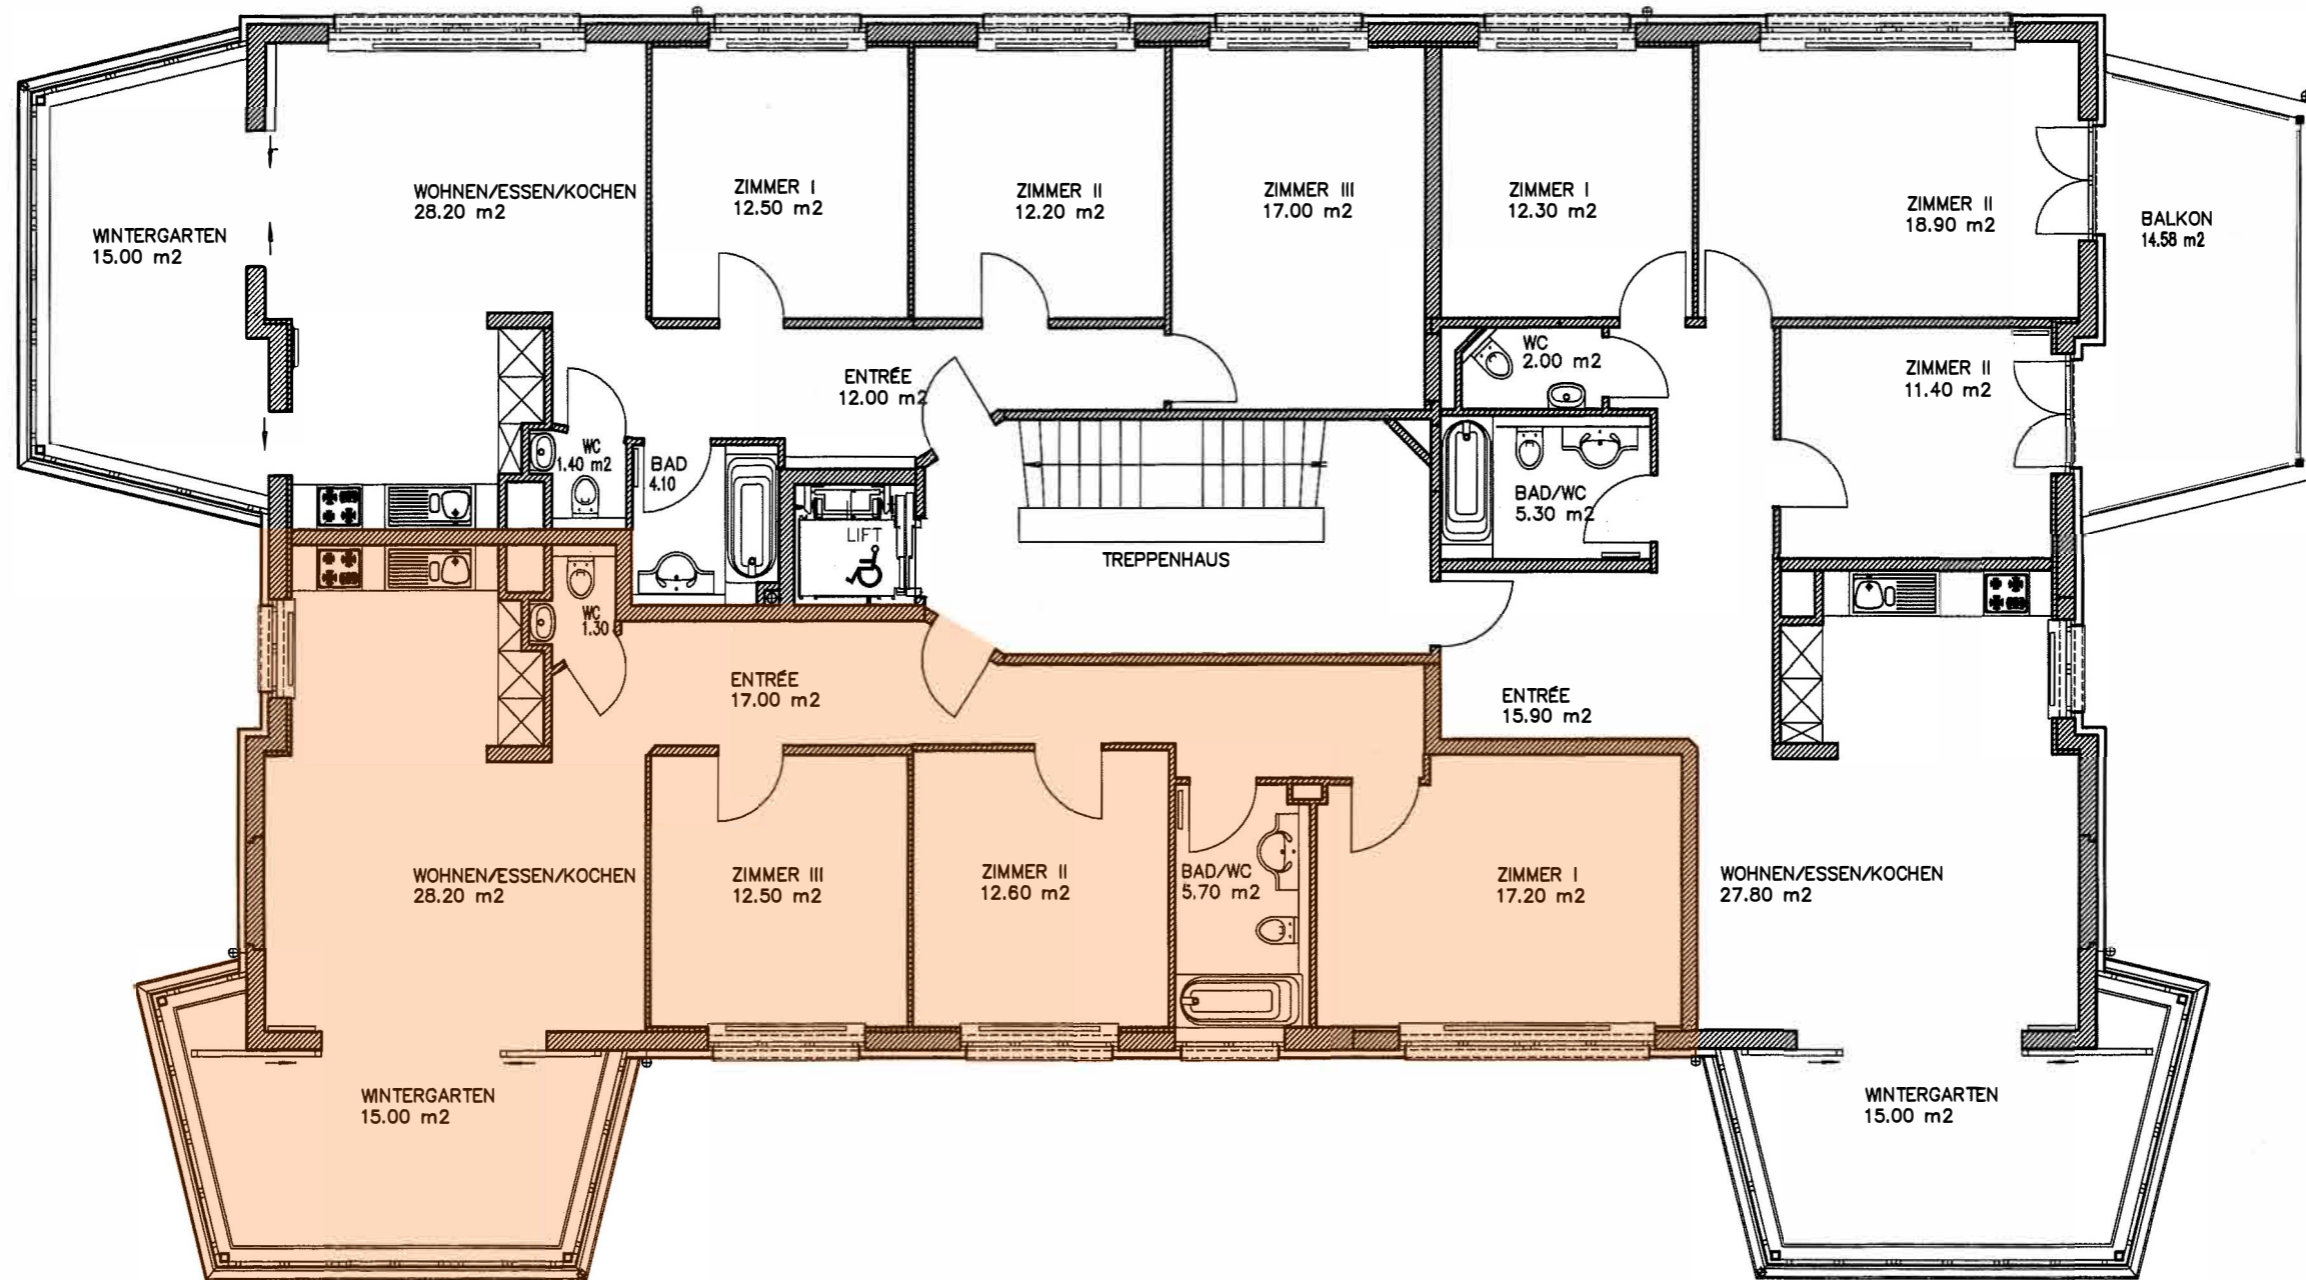 WOHNEN/ESSEN/KOCHEN
28.20 m2
ZIMMER I
12.50 m2
ZIMMER II
12.20 m2
ZIMMER III
17.00 m2
ZIMMER I
12.30 m2
ZIMMER II
18.90 m2
BALKON
14.58 m2
WINTERGARTEN
15.00 m2
ENTRÉE
12.00 m2
WC
2.00 m2
ZIMMER II
11.40 m2
WC
1.40 m2
BAD
4.10
LIFT
TREPPENHAUS
BAD/WC
5.30 m2
WC
1.30
ENTRÉE
17.00 m2
ENTRÉE
15.90 m2
WOHNEN/ESSEN/KOCHEN
28.20 m2
ZIMMER III
12.50 m2
ZIMMER II
12.60 m2
BAD/WC
5.70 m2
ZIMMER I
17.20 m2
WOHNEN/ESSEN/KOCHEN
27.80 m2
WINTERGARTEN
15.00 m2
WINTERGARTEN
15.00 m2